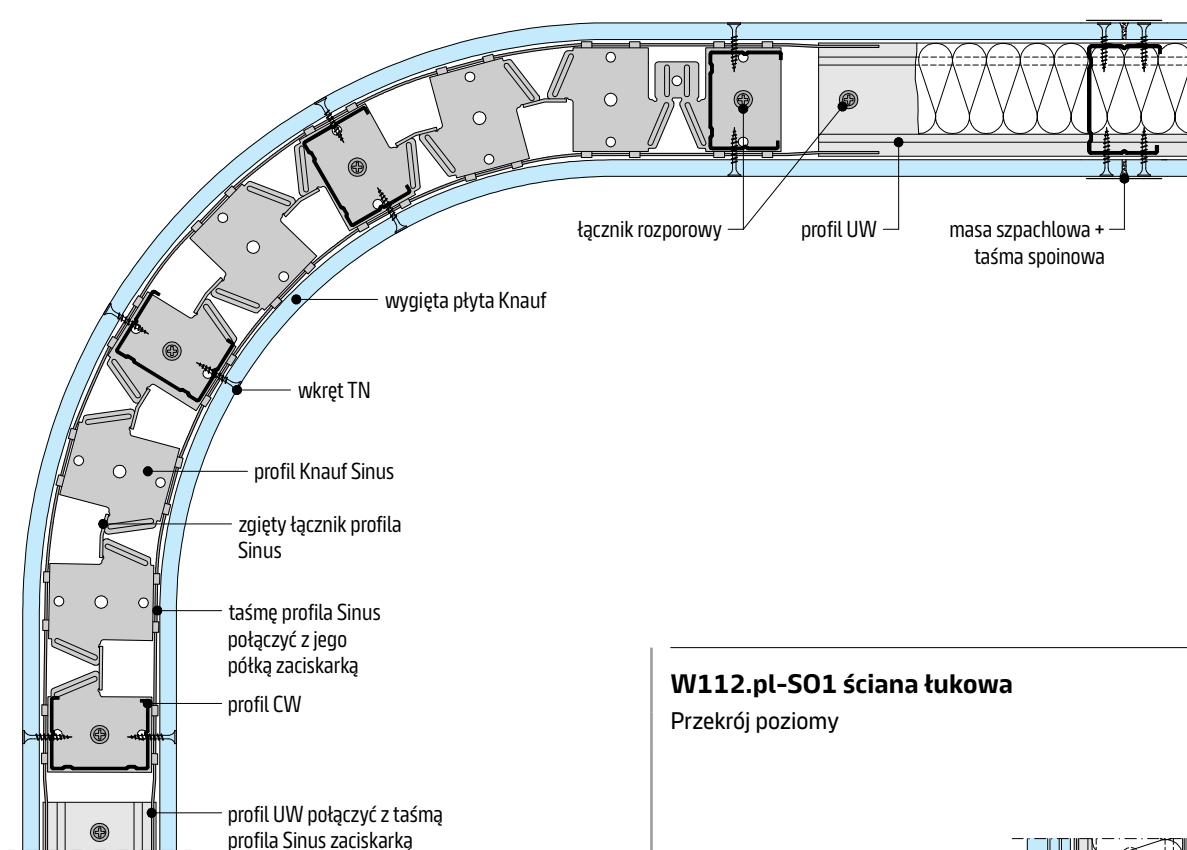 łącznik rozporowy
profil UW
masa szpachlowa +
taśma spoinowa
wygięta płyta Knauf
wkręt TN
profil Knauf Sinus
zgięty łącznik profila
Sinus
taśmę profila Sinus
połączyć z jego
półką zaciskarką
profil CW
profil UW połączyć z taśmą
profila Sinus zaciskarką
W112.pl-SO1 ściana łukowa
Przekrój poziomy